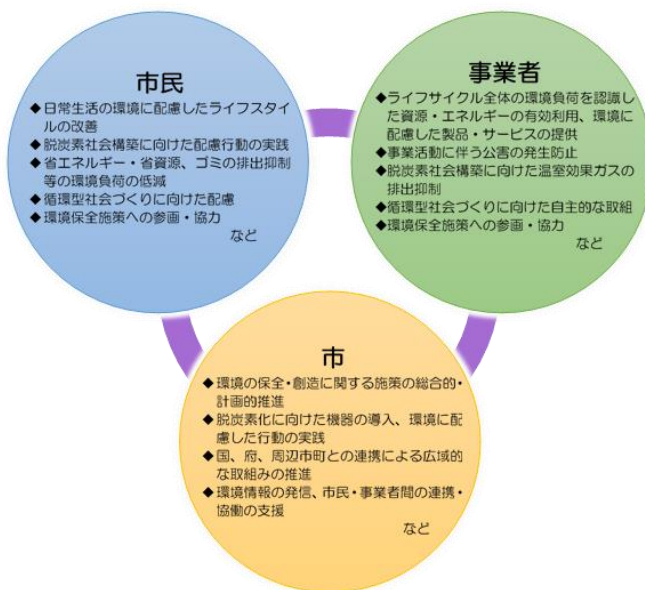 市民
◆日常生活の環境に配慮したライフスタイ
ルの改善
◆脱炭素社会構築に向けた配慮行動の実践
◆省エネルギー・省資源、ゴミの排出抑制
等の環境負荷の低減
◆循環型社会づくりに向けた配慮
◆環境保全施策への参画・協力
など
事業者
◆ライフサイクル全体の環境負荷を認識し
た資源・エネルギーの有効利用、環境に
配慮した製品・サービスの提供
◆事業活動に伴う公害の発生防止
◆脱炭素社会構築に向けた温室効果ガスの
排出抑制
◆循環型社会づくりに向けた自主的な取組
◆環境保全施策への参画・協力
など
市
◆環境の保全・創造に関する施策の総合的・
計画的推進
◆脱炭素化に向けた機器の導入、環境に配
慮した行動の実践
◆国、府、周辺市町との連携による広域的
な取組みの推進
◆環境情報の発信、市民・事業者間の連携・
協働の支援
など